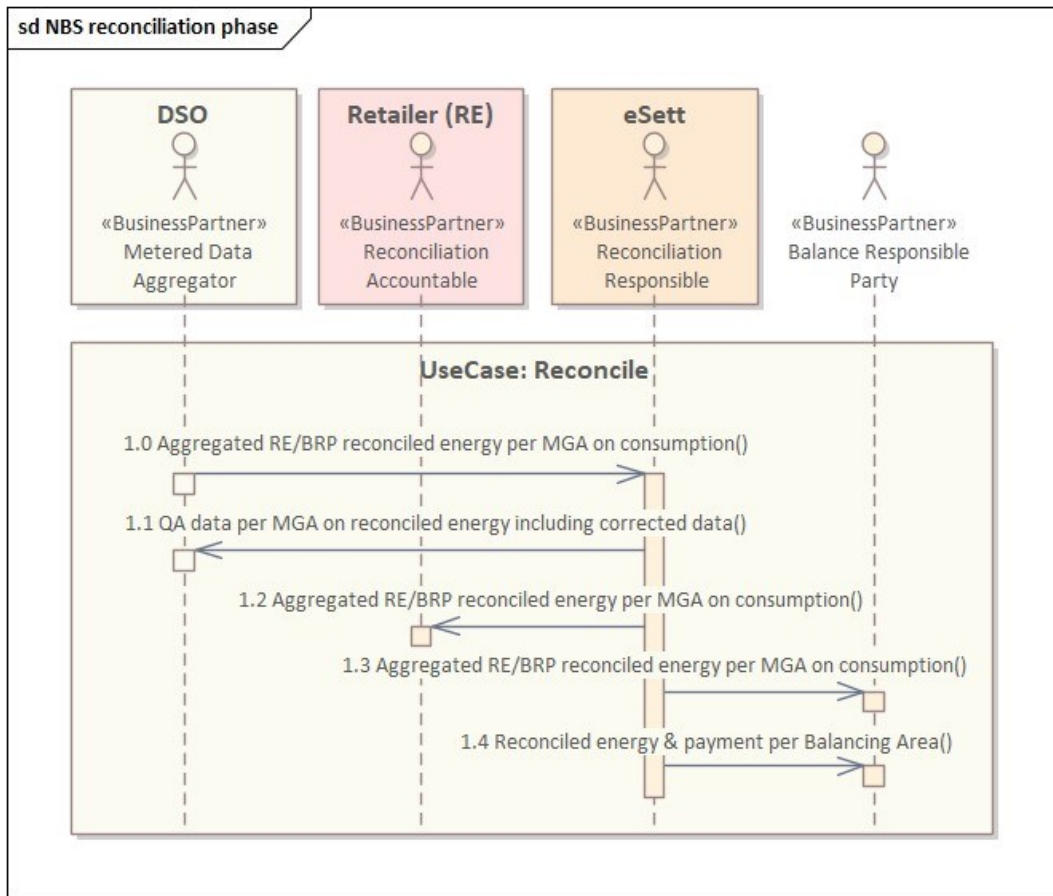 sd NBS reconciliation phase
DSO
«BusinessPartner»
Metered Data
Aggregator
Retailer (RE)
«BusinessPartner»
Reconciliation
Accountable
eSett
«BusinessPartner»
Reconciliation
Responsible
«BusinessPartner»
Balance Responsible
Party
UseCase: Reconcile
1.0 Aggregated RE/BRP reconciled energy per MGA on consumption()
1.1 QA data per MGA on reconciled energy including corrected data()
1.2 Aggregated RE/BRP reconciled energy per MGA on consumption()
1.3 Aggregated RE/BRP reconciled energy per MGA on consumption()
1.4 Reconciled energy & payment per Balancing Area()